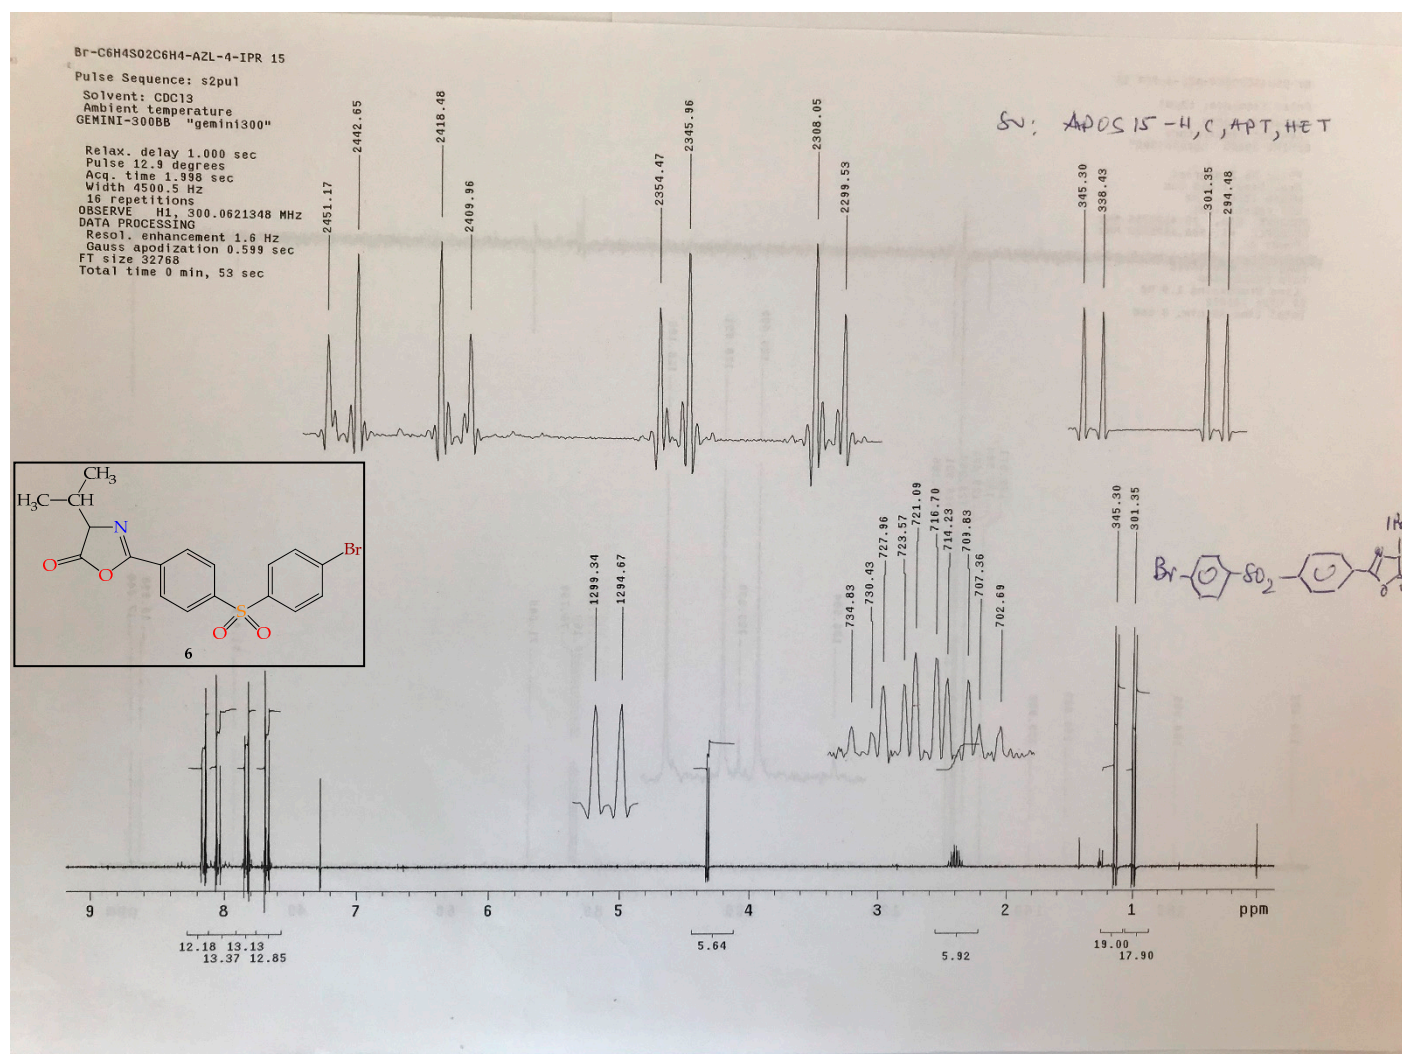 Br-C6H4SO2C6H4-AZL-4-IPR 15
Pulse Sequence: s2pul
Solvent: CDCl3
Ambient temperature
GEMINI-300BB "gemini300"
Relax. delay 1.000 sec
Pulse 12.9 degrees
Acq. time 1.998 sec
Width 4500.5 Hz
16 repetitions
OBSERVE H1, 300.0621348 MHz
DATA PROCESSING
Resol. enhancement 1.6 Hz
Gauss apodization 0.599 sec
FT size 32768
Total time 0 min, 53 sec
2451.17
2442.65
2418.48
2409.96
2354.47
2345.96
2308.05
2299.53
APOS15-H,C,APT,HET
345.30
338.43
301.35
294.48
CH3
H3C CH
N
O
O
Br
S
O O
6
1299.34
1294.67
734.83
730.43
727.96
723.57
721.09
716.70
714.23
709.83
707.36
702.69
345.30
301.35
Br SO2
9 8 7 6 5 4 3 2 1 ppm
12.18 13.13
13.37 12.85
5.64
5.92
19.00
17.90